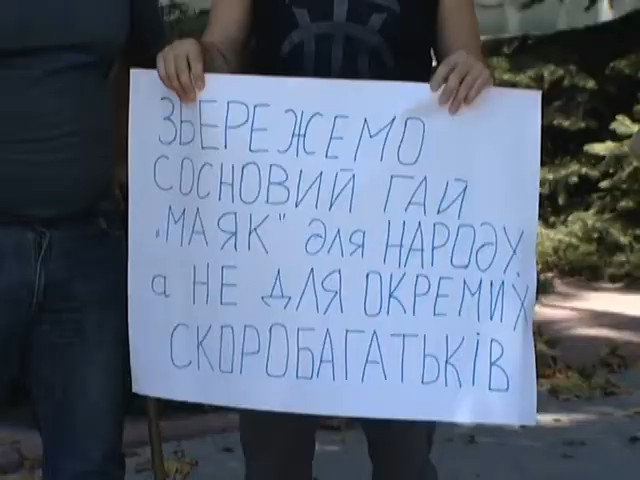 ЗБЕРЕЖЕМО
СОСНОВИЙ ГАЙ
„МАЯК" для НАРОДУ
а НЕ ДЛЯ ОКРЕМИХ
СКОРОБАГАТЬКІВ